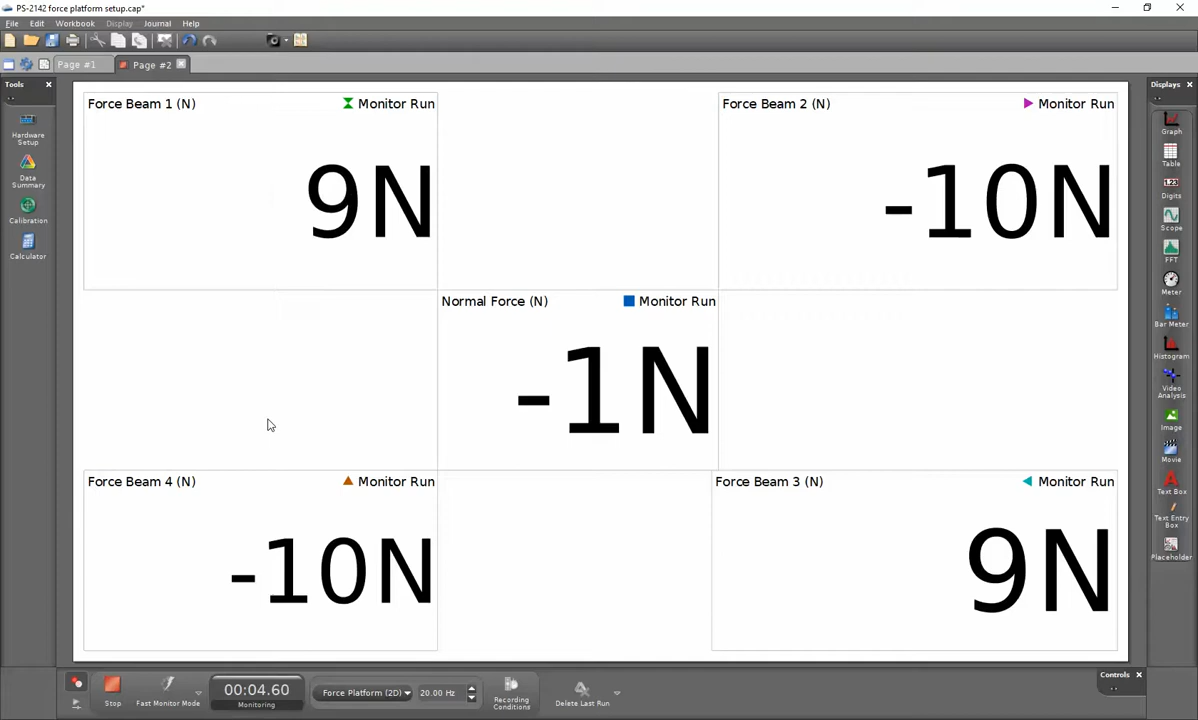 PS-2142 force platform setup.cap*
File Edit Workbook Display Journal Help
Page #1 Page #2
Tools
Hardware
Setup
Data
Summary
Calibration
Calculator
Force Beam 1 (N) Monitor Run
9N
Force Beam 2 (N) Monitor Run
-10N
Normal Force (N) Monitor Run
-1N
Force Beam 4 (N) Monitor Run
-10N
Force Beam 3 (N) Monitor Run
9N
Displays
Graph
Table
1.23
Digits
Scope
FFT
Meter
Bar Meter
Histogram
Video
Analysis
Image
Movie
Text Box
Text Entry
Box
Placeholder
Stop
Fast Monitor Mode
00:04.60
Monitoring
Force Platform (2D)
20.00 Hz
Recording
Conditions
Delete Last Run
Controls